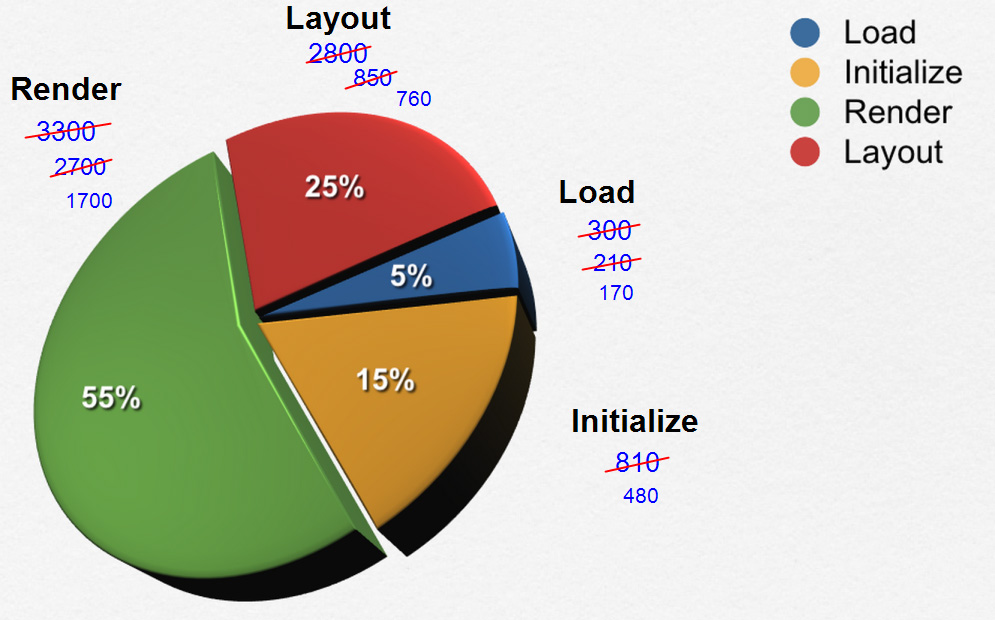 Layout
2800
850
760
Render
3300
2700
1700
Load
300
210
170
Initialize
810
480
25%
5%
15%
55%
Load
Initialize
Render
Layout